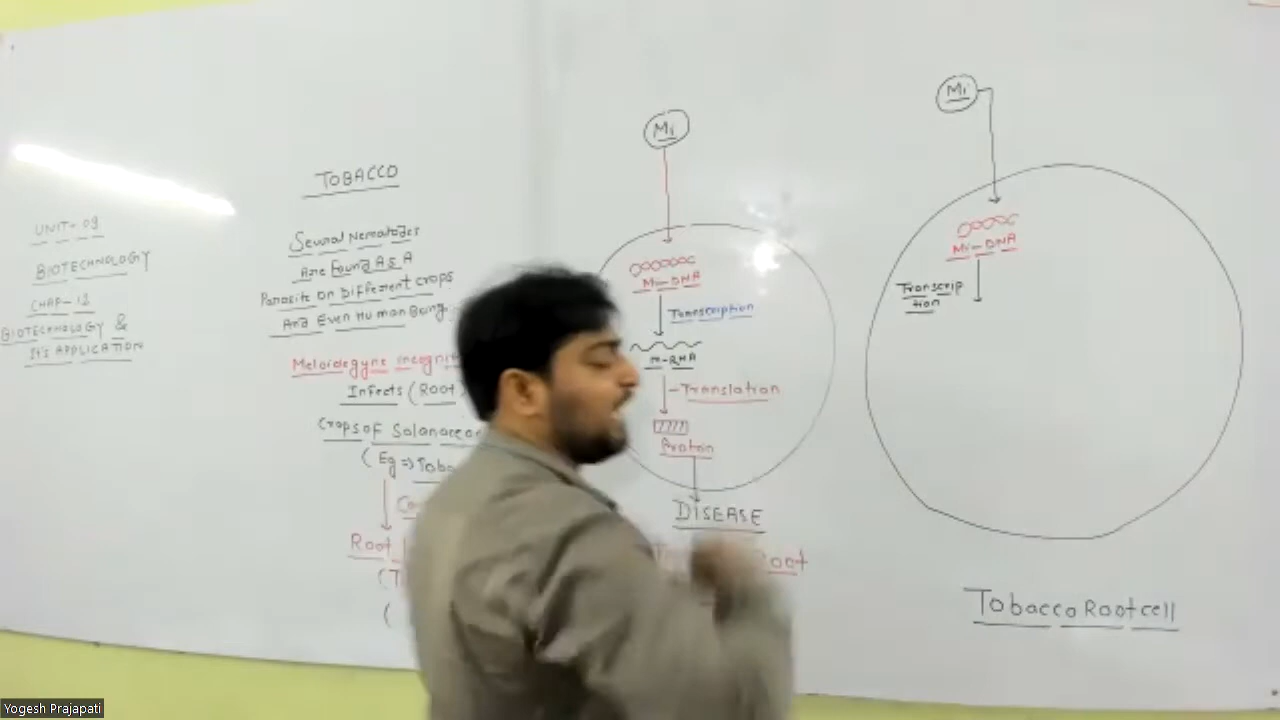 UNIT-09
BIOTECHNOLOGY
CHAP-12
BIOTECHNOLOGY &
ITS APPLICATION
TOBACCO
Several Nematodes
Are Found As A
Parasite on Different crops
And Even Human Being
Meloidegyne incognit
Infects (Root
Crops of Solanaceae
(Eg ⇒ Toba
Root
(T
(
Mi
Mi-DNA
Transcription
m-RNA
Translation
Protein
DISEASE
Root
Mi
Mi-DNA
Transcrip
tion
Tobacco Root cell
Yogesh Prajapati